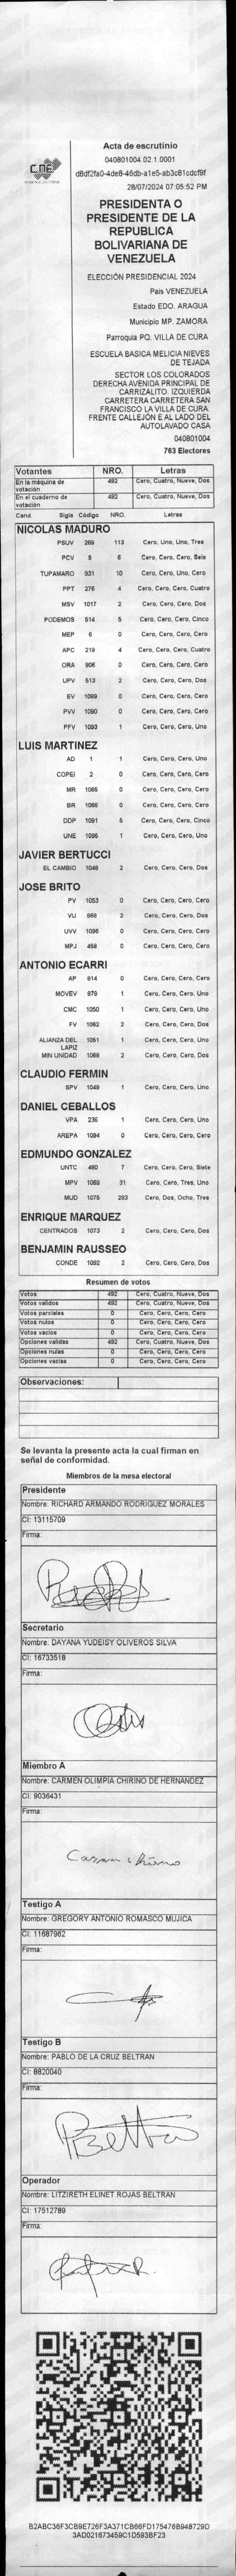 CNE
Acta de escrutinio
040801004.02.1.0001
d8df2fa0-4de8-46db-a1e5-ab3c81cdcf9f
28/07/2024 07:05:52 PM
PRESIDENTA O
PRESIDENTE DE LA
REPUBLICA
BOLIVARIANA DE
VENEZUELA
ELECCIÓN PRESIDENCIAL 2024
Pais VENEZUELA
Estado EDO. ARAGUA
Municipio MP. ZAMORA
Parroquia PQ. VILLA DE CURA
ESCUELA BASICA MELICIA NIEVES
DE TEJADA
SECTOR LOS COLORADOS
DERECHA AVENIDA PRINCIPAL DE
CARRIZALITO. IZQUIERDA
CARRETERA CARRETERA SAN
FRANCISCO LA VILLA DE CURA.
FRENTE CALLEJÓN E AL LADO DEL
AUTOLAVADO CASA
040801004
763 Electores
Votantes NRO. Letras
En la máquina de votación 492 Cero, Cuatro, Nueve, Dos
En el cuaderno de votación 492 Cero, Cuatro, Nueve, Dos
Cand. Sigla Código NRO. Letras
NICOLAS MADURO
PSUV 269 113 Cero, Uno, Uno, Tres
PCV 9 6 Cero, Cero, Cero, Seis
TUPAMARO 931 10 Cero, Cero, Uno, Cero
PPT 276 4 Cero, Cero, Cero, Cuatro
MSV 1017 2 Cero, Cero, Cero, Dos
PODEMOS 514 5 Cero, Cero, Cero, Cinco
MEP 6 0 Cero, Cero, Cero, Cero
APC 219 4 Cero, Cero, Cero, Cuatro
ORA 906 0 Cero, Cero, Cero, Cero
UPV 513 2 Cero, Cero, Cero, Dos
EV 1089 0 Cero, Cero, Cero, Cero
PVV 1090 0 Cero, Cero, Cero, Cero
PFV 1093 1 Cero, Cero, Cero, Uno
LUIS MARTINEZ
AD 1 1 Cero, Cero, Cero, Uno
COPEI 2 0 Cero, Cero, Cero, Cero
MR 1065 0 Cero, Cero, Cero, Cero
BR 1066 0 Cero, Cero, Cero, Cero
DDP 1091 5 Cero, Cero, Cero, Cinco
UNE 1095 1 Cero, Cero, Cero, Uno
JAVIER BERTUCCI
EL CAMBIO 1048 2 Cero, Cero, Cero, Dos
JOSE BRITO
PV 1053 0 Cero, Cero, Cero, Cero
VU 868 2 Cero, Cero, Cero, Dos
UVV 1096 0 Cero, Cero, Cero, Cero
MPJ 458 0 Cero, Cero, Cero, Cero
ANTONIO ECARRI
AP 814 0 Cero, Cero, Cero, Cero
MOVEV 979 1 Cero, Cero, Cero, Uno
CMC 1050 1 Cero, Cero, Cero, Uno
FV 1062 2 Cero, Cero, Cero, Dos
ALIANZA DEL LAPIZ 1051 1 Cero, Cero, Cero, Uno
MIN UNIDAD 1068 2 Cero, Cero, Cero, Dos
CLAUDIO FERMIN
SPV 1049 1 Cero, Cero, Cero, Uno
DANIEL CEBALLOS
VPA 236 1 Cero, Cero, Cero, Uno
AREPA 1094 0 Cero, Cero, Cero, Cero
EDMUNDO GONZALEZ
UNTC 460 7 Cero, Cero, Cero, Siete
MPV 1069 31 Cero, Cero, Tres, Uno
MUD 1075 283 Cero, Dos, Ocho, Tres
ENRIQUE MARQUEZ
CENTRADOS 1073 2 Cero, Cero, Cero, Dos
BENJAMIN RAUSSEO
CONDE 1092 2 Cero, Cero, Cero, Dos
Resumen de votos
Votos 492 Cero, Cuatro, Nueve, Dos
Votos validos 492 Cero, Cuatro, Nueve, Dos
Votos parciales 0 Cero, Cero, Cero, Cero
Votos nulos 0 Cero, Cero, Cero, Cero
Votos vacios 0 Cero, Cero, Cero, Cero
Opciones validas 492 Cero, Cuatro, Nueve, Dos
Opciones nulas 0 Cero, Cero, Cero, Cero
Opciones vacias 0 Cero, Cero, Cero, Cero
Observaciones:
Se levanta la presente acta la cual firman en
señal de conformidad.
Miembros de la mesa electoral
Presidente
Nombre: RICHARD ARMANDO RODRIGUEZ MORALES
CI: 13115709
Firma:
Secretario
Nombre: DAYANA YUDEISY OLIVEROS SILVA
CI: 16733518
Firma:
Miembro A
Nombre: CARMEN OLIMPIA CHIRINO DE HERNANDEZ
CI: 9036431
Firma:
Carmen Chirino
Testigo A
Nombre: GREGORY ANTONIO ROMASCO MUJICA
CI: 11687962
Firma:
Testigo B
Nombre: PABLO DE LA CRUZ BELTRAN
CI: 8820040
Firma:
PBeltran
Operador
Nombre: LITZIRETH ELINET ROJAS BELTRAN
CI: 17512789
Firma:
B2ABC36F3CB9E726F3A371CB66FD175476B948729D
3AD021673459C1D593BF23